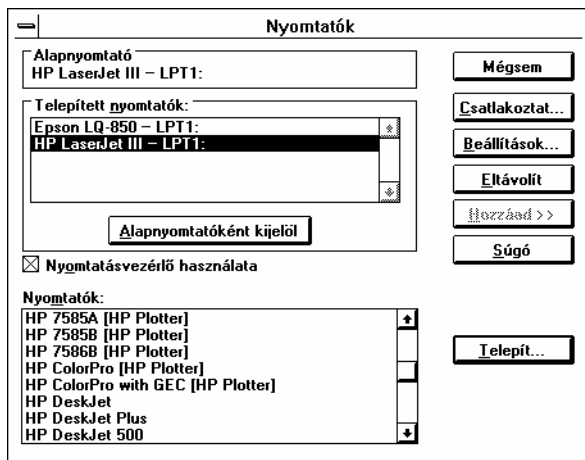 Nyomtatók
Alapnyomtató
HP LaserJet III – LPT1:
Telepített nyomtatók:
Epson LQ-850 – LPT1:
HP LaserJet III – LPT1:
Alapnyomtatóként kijelöl
Nyomtatásvezérlő használata
Nyomtatók:
HP 7585A [HP Plotter]
HP 7585B [HP Plotter]
HP 7586B [HP Plotter]
HP ColorPro [HP Plotter]
HP ColorPro with GEC [HP Plotter]
HP DeskJet
HP DeskJet Plus
HP DeskJet 500
Mégsem
Csatlakoztat...
Beállítások...
Eltávolít
Hozzáad >>
Súgó
Telepít...